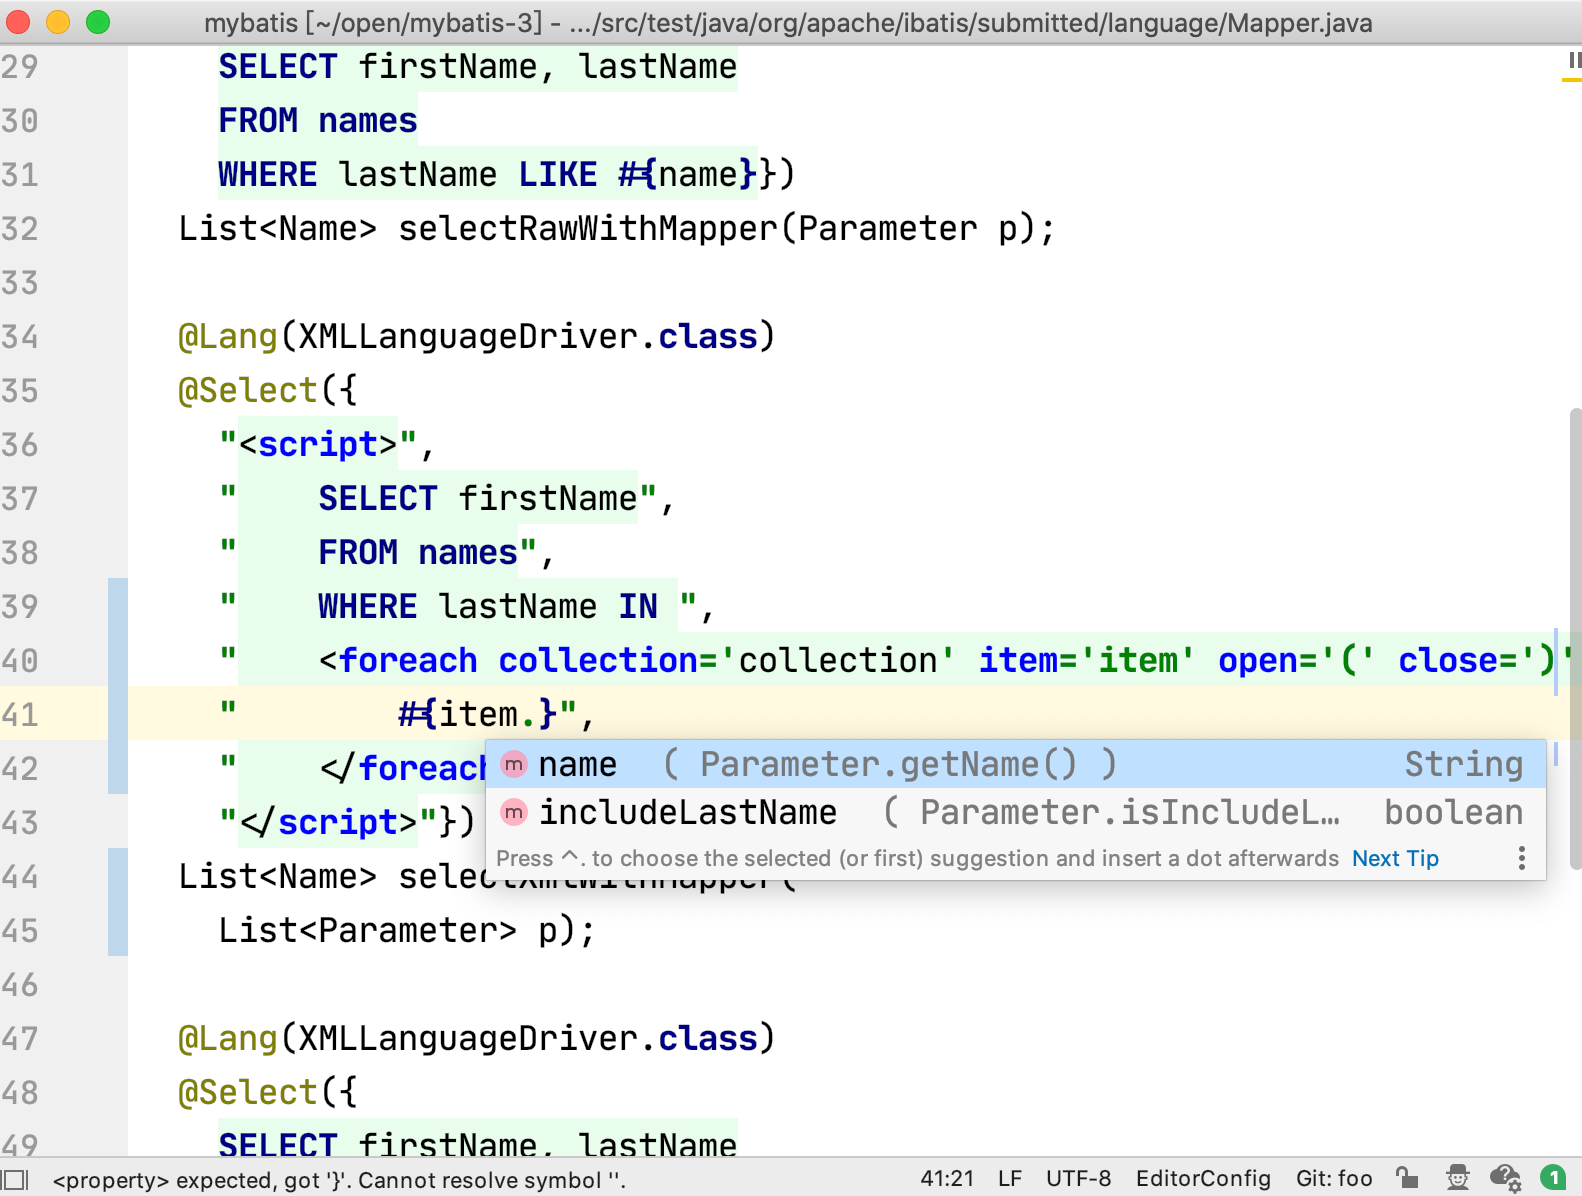 mybatis [~/open/mybatis-3] - .../src/test/java/org/apache/ibatis/submitted/language/Mapper.java
29 SELECT firstName, lastName
30 FROM names
31 WHERE lastName LIKE #{name}})
32 List<Name> selectRawWithMapper(Parameter p);
33
34 @Lang(XMLLanguageDriver.class)
35 @Select({
36 "<script>",
37 "    SELECT firstName",
38 "    FROM names",
39 "    WHERE lastName IN ",
40 "    <foreach collection='collection' item='item' open='(' close=')'
41 "        #{item.}",
42 "    </foreach
name ( Parameter.getName() ) String
includeLastName ( Parameter.isIncludeL… boolean
Press ^. to choose the selected (or first) suggestion and insert a dot afterwards Next Tip
43 "</script>"})
44 List<Name> selectXmlWithMapper(
45 List<Parameter> p);
46
47 @Lang(XMLLanguageDriver.class)
48 @Select({
49 SELECT firstName, lastName
<property> expected, got '}'. Cannot resolve symbol ''. 41:21 LF UTF-8 EditorConfig Git: foo 1